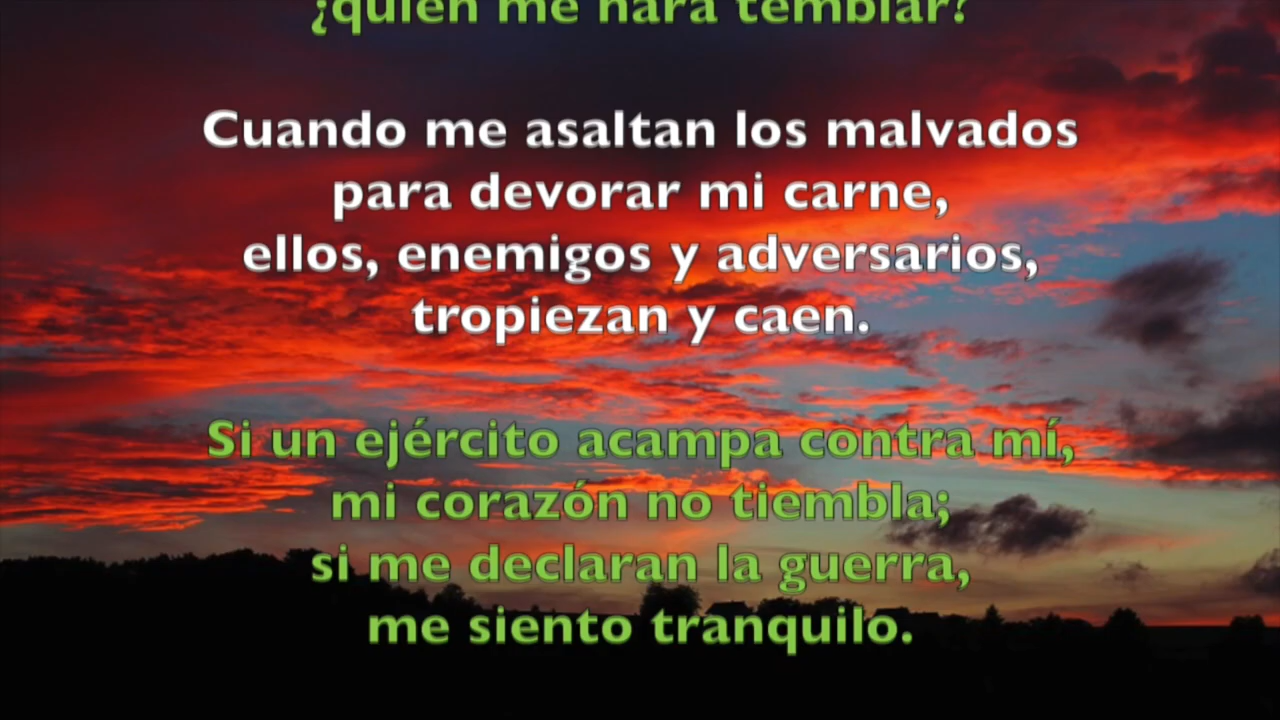 ¿quién me hará temblar?
Cuando me asaltan los malvados
para devorar mi carne,
ellos, enemigos y adversarios,
tropiezan y caen.
Si un ejército acampa contra mí,
mi corazón no tiembla;
si me declaran la guerra,
me siento tranquilo.